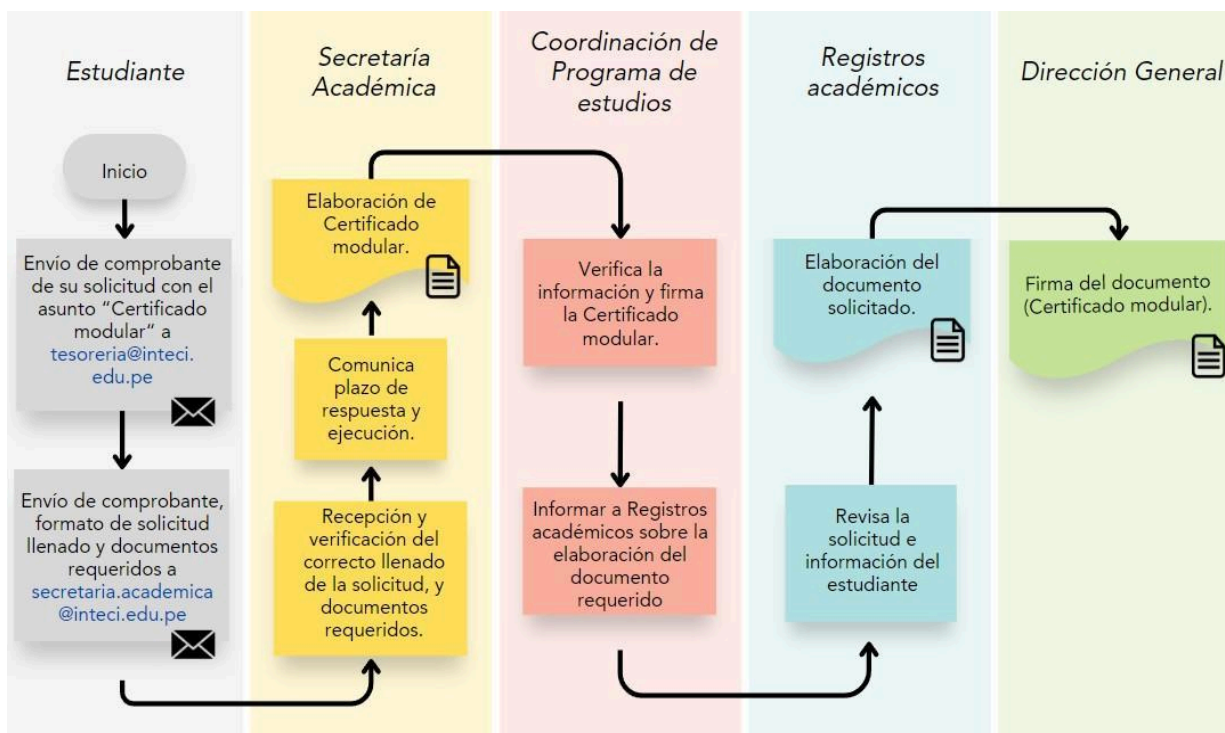 Estudiante
Inicio
Envío de comprobante
de su solicitud con el
asunto “Certificado
modular“ a
tesoreria@inteci.
edu.pe
Envío de comprobante,
formato de solicitud
llenado y documentos
requeridos a
secretaria.academica
@inteci.edu.pe
Secretaría
Académica
Elaboración de
Certificado
modular.
Comunica
plazo de
respuesta y
ejecución.
Recepción y
verificación del
correcto llenado
de la solicitud, y
documentos
requeridos.
Coordinación de
Programa de
estudios
Verifica la
información y firma
la Certificado
modular.
Informar a Registros
académicos sobre la
elaboración del
documento
requerido
Registros
académicos
Elaboración del
documento
solicitado.
Revisa la
solicitud e
información del
estudiante
Dirección General
Firma del documento
(Certificado modular).